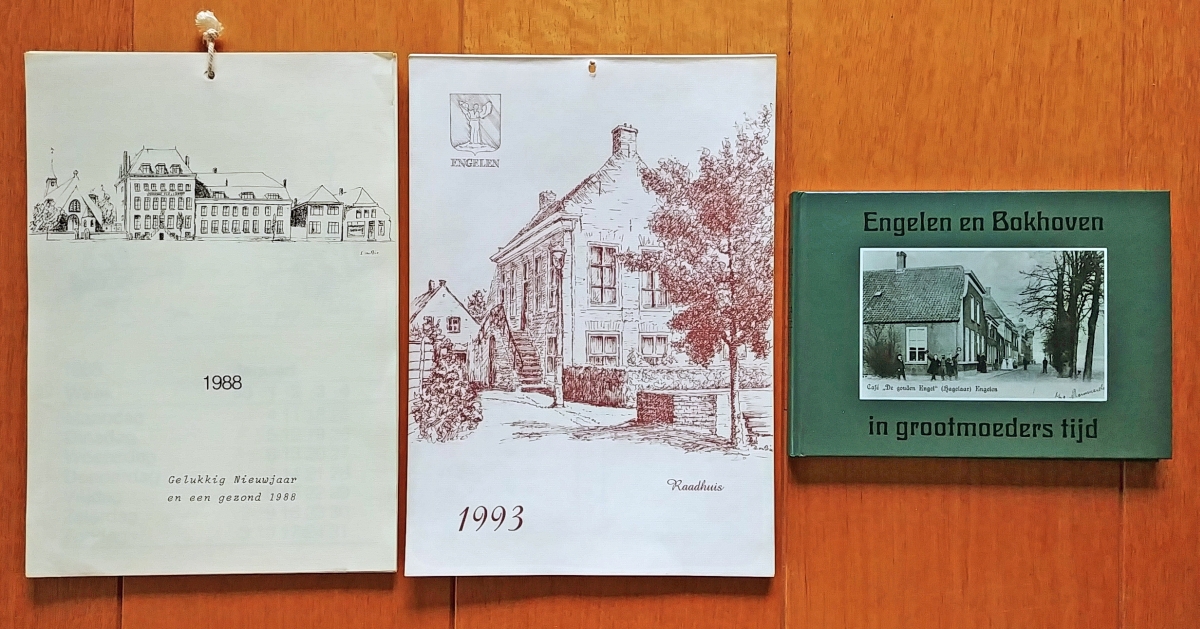 1988
Gelukkig Nieuwjaar
en een gezond 1988
ENGELEN
Raadhuis
1993
Engelen en Bokhoven
Café „De gouden Engel" (Hugelaar) Engelen
in grootmoeders tijd